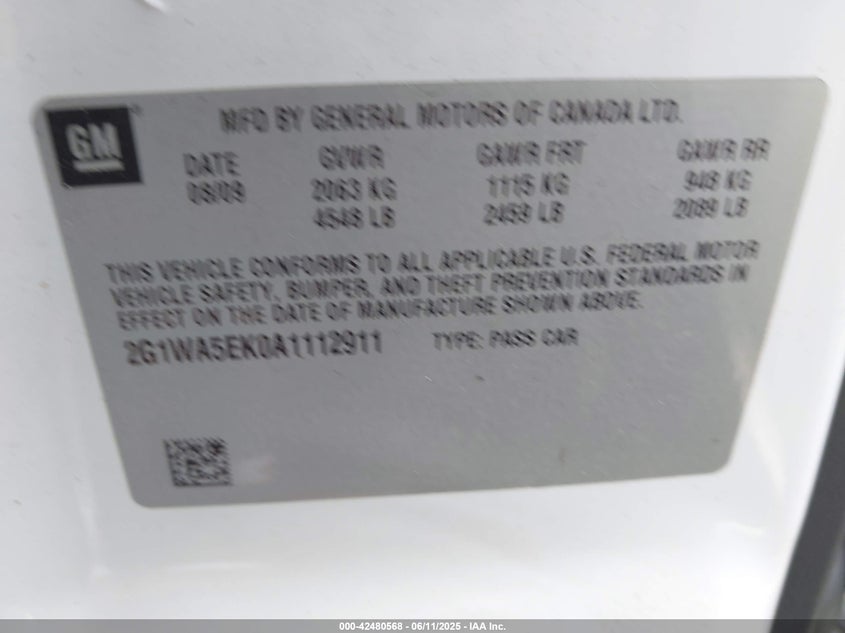 GM
MFD BY GENERAL MOTORS OF CANADA LTD.
DATE GVWR GAWR FRT GAWR RR
08/09 2063 KG 1115 KG 948 KG
4548 LB 2459 LB 2089 LB
THIS VEHICLE CONFORMS TO ALL APPLICABLE U.S. FEDERAL MOTOR
VEHICLE SAFETY, BUMPER, AND THEFT PREVENTION STANDARDS IN
EFFECT ON THE DATE OF MANUFACTURE SHOWN ABOVE.
2G1WA5EK0A1112911 TYPE: PASS CAR
000-42480568 - 06/11/2025 - IAA Inc.